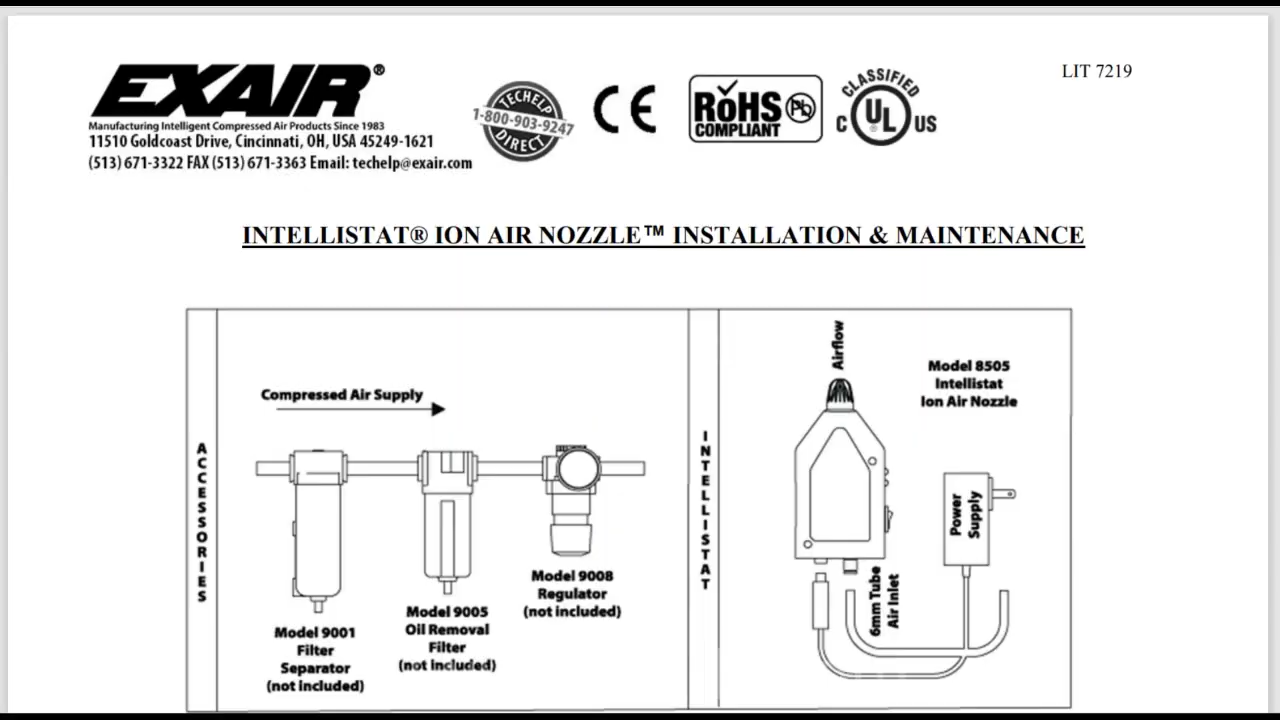 EXAIR®
Manufacturing Intelligent Compressed Air Products Since 1983
11510 Goldcoast Drive, Cincinnati, OH, USA 45249-1621
(513) 671-3322 FAX (513) 671-3363 Email: techelp@exair.com
TECHELP
1-800-903-9247
DIRECT
CE
RoHS
COMPLIANT
Pb
CLASSIFIED
C UL US
®
LIT 7219
INTELLISTAT® ION AIR NOZZLE™ INSTALLATION & MAINTENANCE
ACCESSORIES
Compressed Air Supply
Model 9001
Filter
Separator
(not included)
Model 9005
Oil Removal
Filter
(not included)
Model 9008
Regulator
(not included)
INTELLISTAT
Airflow
Model 8505
Intellistat
Ion Air Nozzle
Power
Supply
6mm Tube
Air Inlet